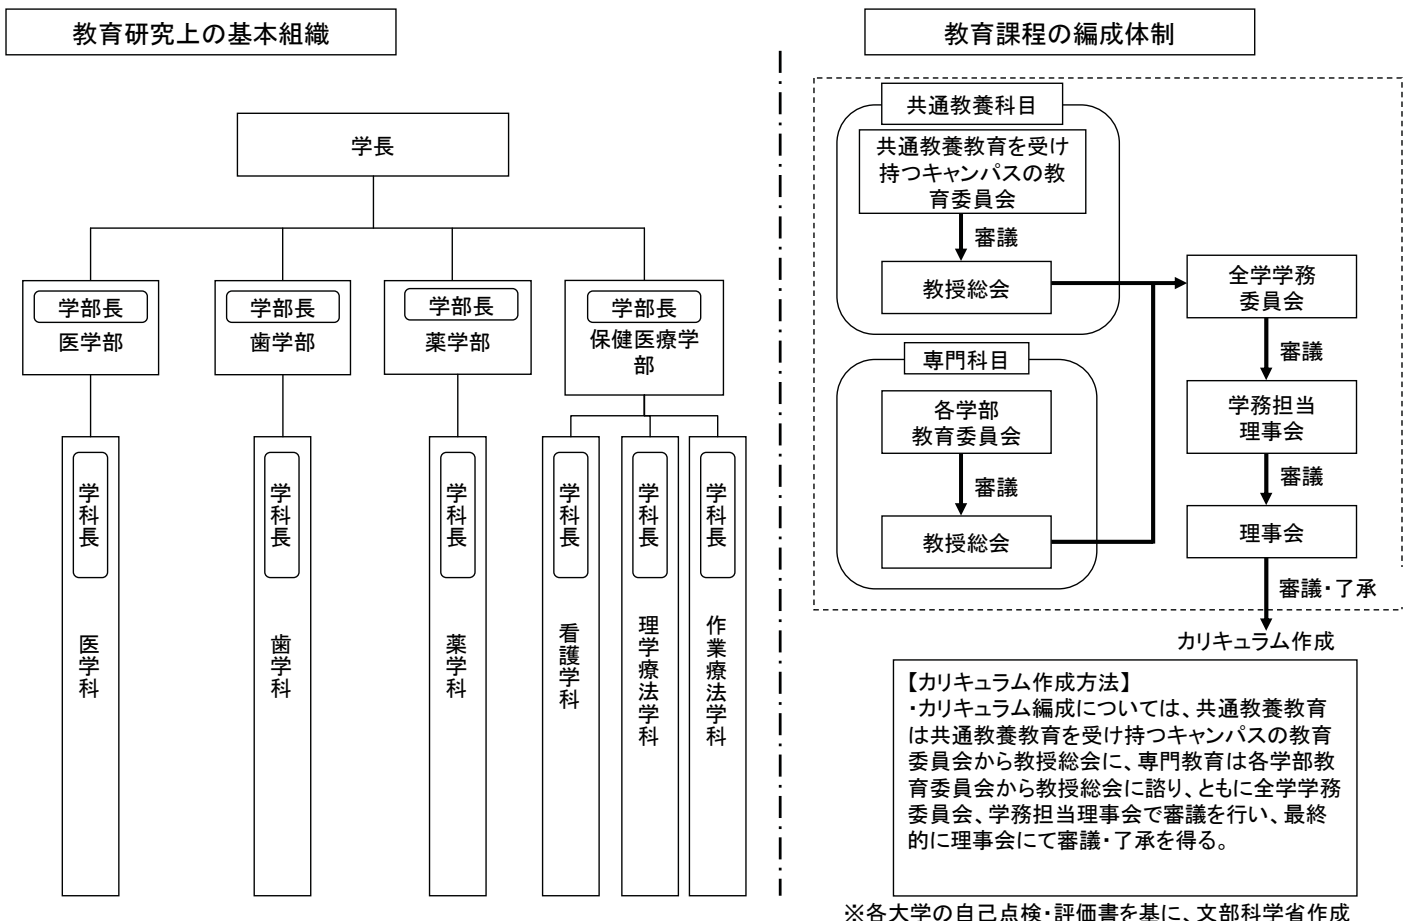 教育研究上の基本組織
学長
学部長
医学部
学部長
歯学部
学部長
薬学部
学部長
保健医療学
部
学科長
医学科
学科長
歯学科
学科長
薬学科
学科長
看護学科
学科長
理学療法学科
学科長
作業療法学科
教育課程の編成体制
共通教養科目
共通教養教育を受け
持つキャンパスの教
育委員会
審議
教授総会
専門科目
各学部
教育委員会
審議
教授総会
全学学務
委員会
審議
学務担当
理事会
審議
理事会
審議・了承
カリキュラム作成
【カリキュラム作成方法】
・カリキュラム編成については、共通教養教育
は共通教養教育を受け持つキャンパスの教育
委員会から教授総会に、専門教育は各学部教
育委員会から教授総会に諮り、ともに全学学務
委員会、学務担当理事会で審議を行い、最終
的に理事会にて審議・了承を得る。
※各大学の自己点検・評価書を基に、文部科学省作成